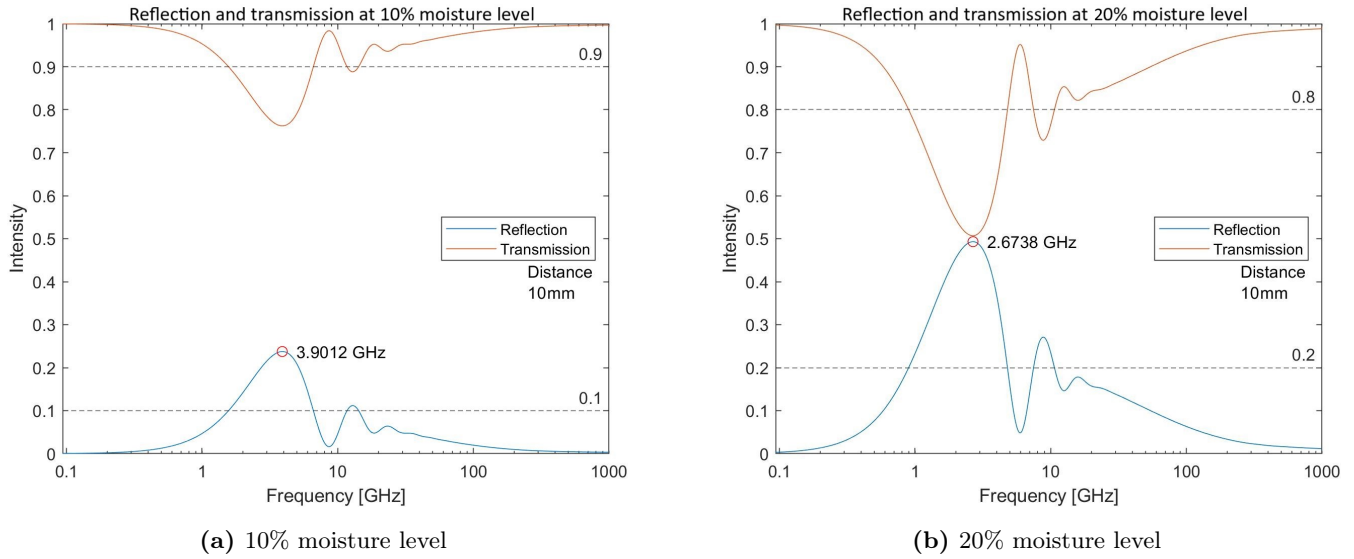 Reflection and transmission at 10% moisture level
1
0.9
0.8
0.7
0.6
0.5
0.4
0.3
0.2
0.1
0
Intensity
0.9
Reflection
Transmission
Distance
10mm
3.9012 GHz
0.1
0.1
1
10
100
1000
Frequency [GHz]
(a) 10% moisture level
Reflection and transmission at 20% moisture level
1
0.9
0.8
0.7
0.6
0.5
0.4
0.3
0.2
0.1
0
Intensity
0.8
Reflection
Transmission
Distance
10mm
2.6738 GHz
0.2
0.1
1
10
100
1000
Frequency [GHz]
(b) 20% moisture level